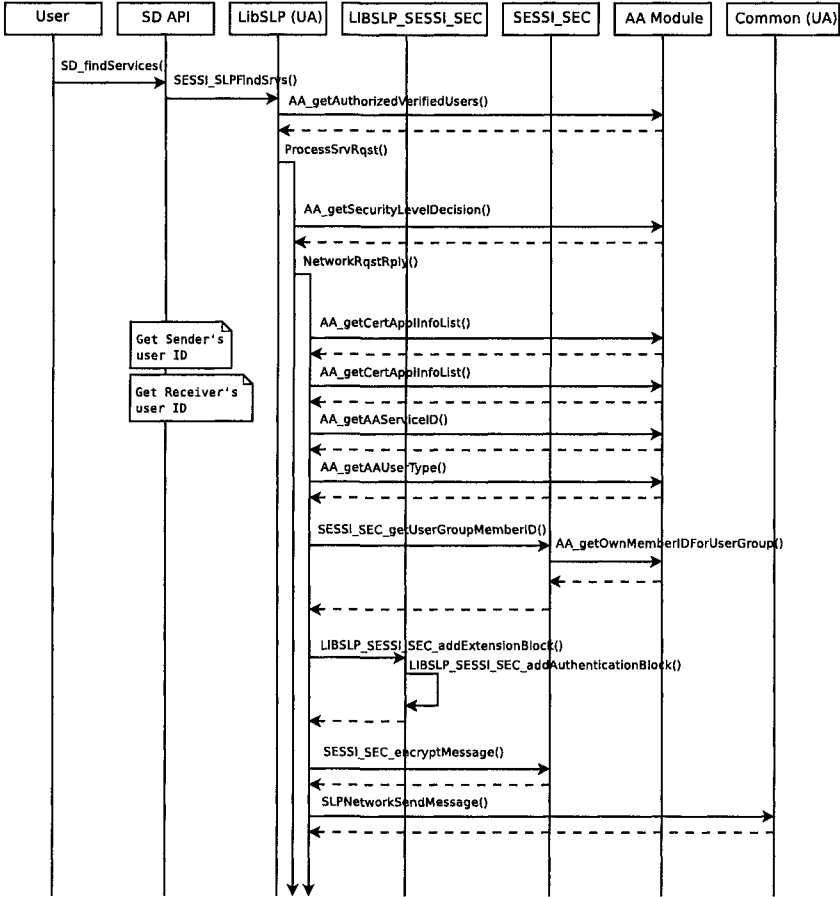 User
SD API
LibSLP (UA)
LIBSLP_SESSI_SEC
SESSI_SEC
AA Module
Common (UA)
SD_findServices()
SESSI_SLPFindSrvs()
AA_getAuthorizedVerifiedUsers()
ProcessSrvRqst()
AA_getSecurityLevelDecision()
NetworkRqstRply()
AA_getCertApplInfoList()
Get Sender's
user ID
AA_getCertApplInfoList()
Get Receiver's
user ID
AA_getAAServiceID()
AA_getAAUserType()
SESSI_SEC_getUserGroupMemberID()
AA_getOwnMemberIDForUserGroup()
LIBSLP_SESSI_SEC_addExtensionBlock()
LIBSLP_SESSI_SEC_addAuthenticationBlock()
SESSI_SEC_encryptMessage()
SLPNetworkSendMessage()